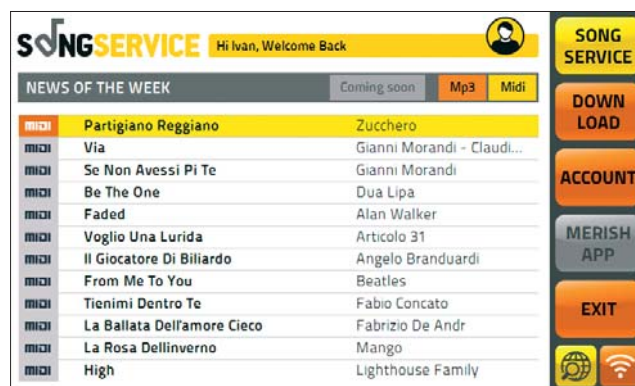 SONGSERVICE Hi Ivan, Welcome Back
NEWS OF THE WEEK Coming soon Mp3 Midi
MIDI Partigiano Reggiano Zucchero
MIDI Via Gianni Morandi - Claudi...
MIDI Se Non Avessi Pi Te Gianni Morandi
MIDI Be The One Dua Lipa
MIDI Faded Alan Walker
MIDI Voglio Una Lurida Articolo 31
MIDI Il Giocatore Di Biliardo Angelo Branduardi
MIDI From Me To You Beatles
MIDI Tienimi Dentro Te Fabio Concato
MIDI La Ballata Dell'amore Cieco Fabrizio De Andr
MIDI La Rosa Dellinverno Mango
MIDI High Lighthouse Family
SONG
SERVICE
DOWN
LOAD
ACCOUNT
MERISH
APP
EXIT